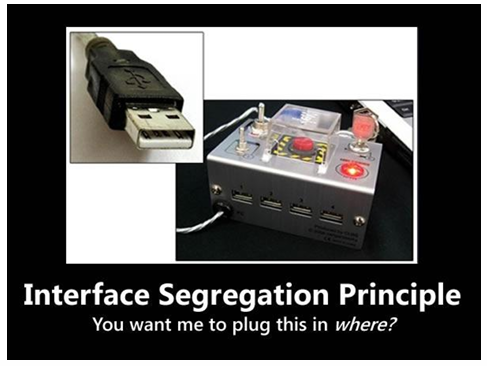 Interface Segregation Principle
You want me to plug this in where?